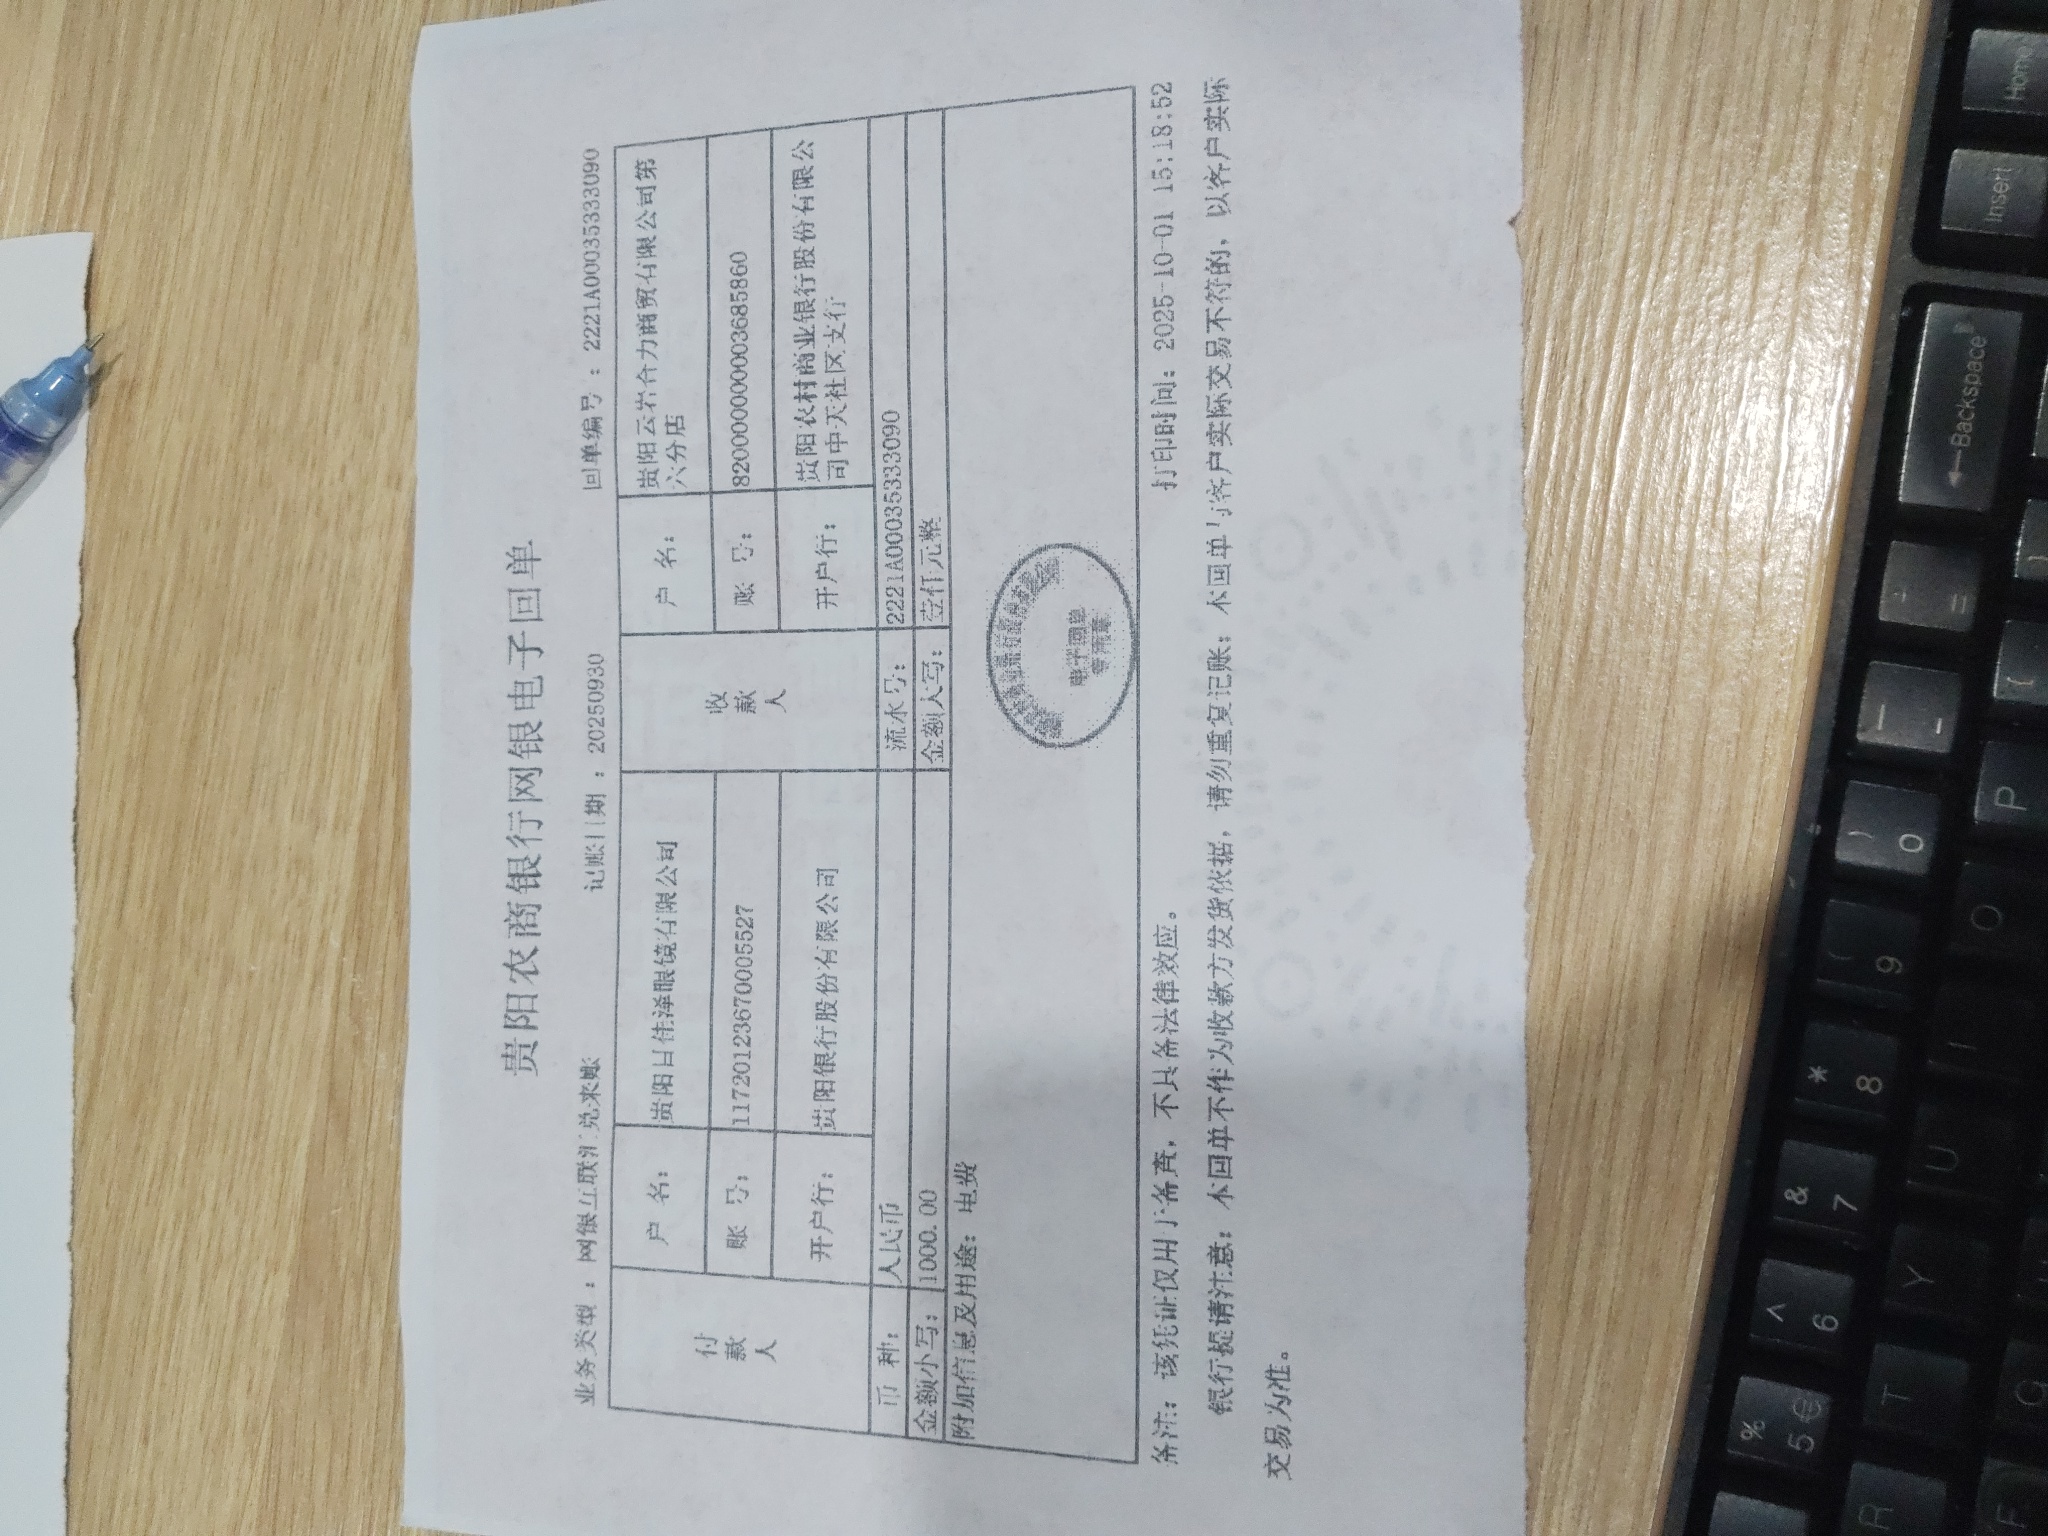 贵阳农商银行网银电子回单
业务类型：网银互联汇兑来账 记账日期：20250930 回单编号：2221A00035333090
付款人 户 名： 贵阳日佳泽眼镜有限公司 收款人 户 名： 贵阳云岩合力商贸有限公司第六分店
账 号： 11720123670005527 账 号： 820000000003685860
开户行： 贵阳银行股份有限公司 开户行： 贵阳农村商业银行股份有限公司中天社区支行
币 种： 人民币 流水号： 2221A00035333090
金额小写： 1000.00 金额大写： 壹仟元整
附加信息及用途：电费
电子回单
专用章
备注：该凭证仅用于备查，不具备法律效应。 打印时间：2025-10-01 15:18:52
银行提请注意：本回单不作为收款方发货依据，请勿重复记账；本回单与客户实际交易不符的，以客户实际
交易为准。
Home
Insert
Backspace
+ =
— -
{
P
) 0
( 9
O
* 8
I
& 7
U
^ 6
Y
% 5 €
T
R
G
F